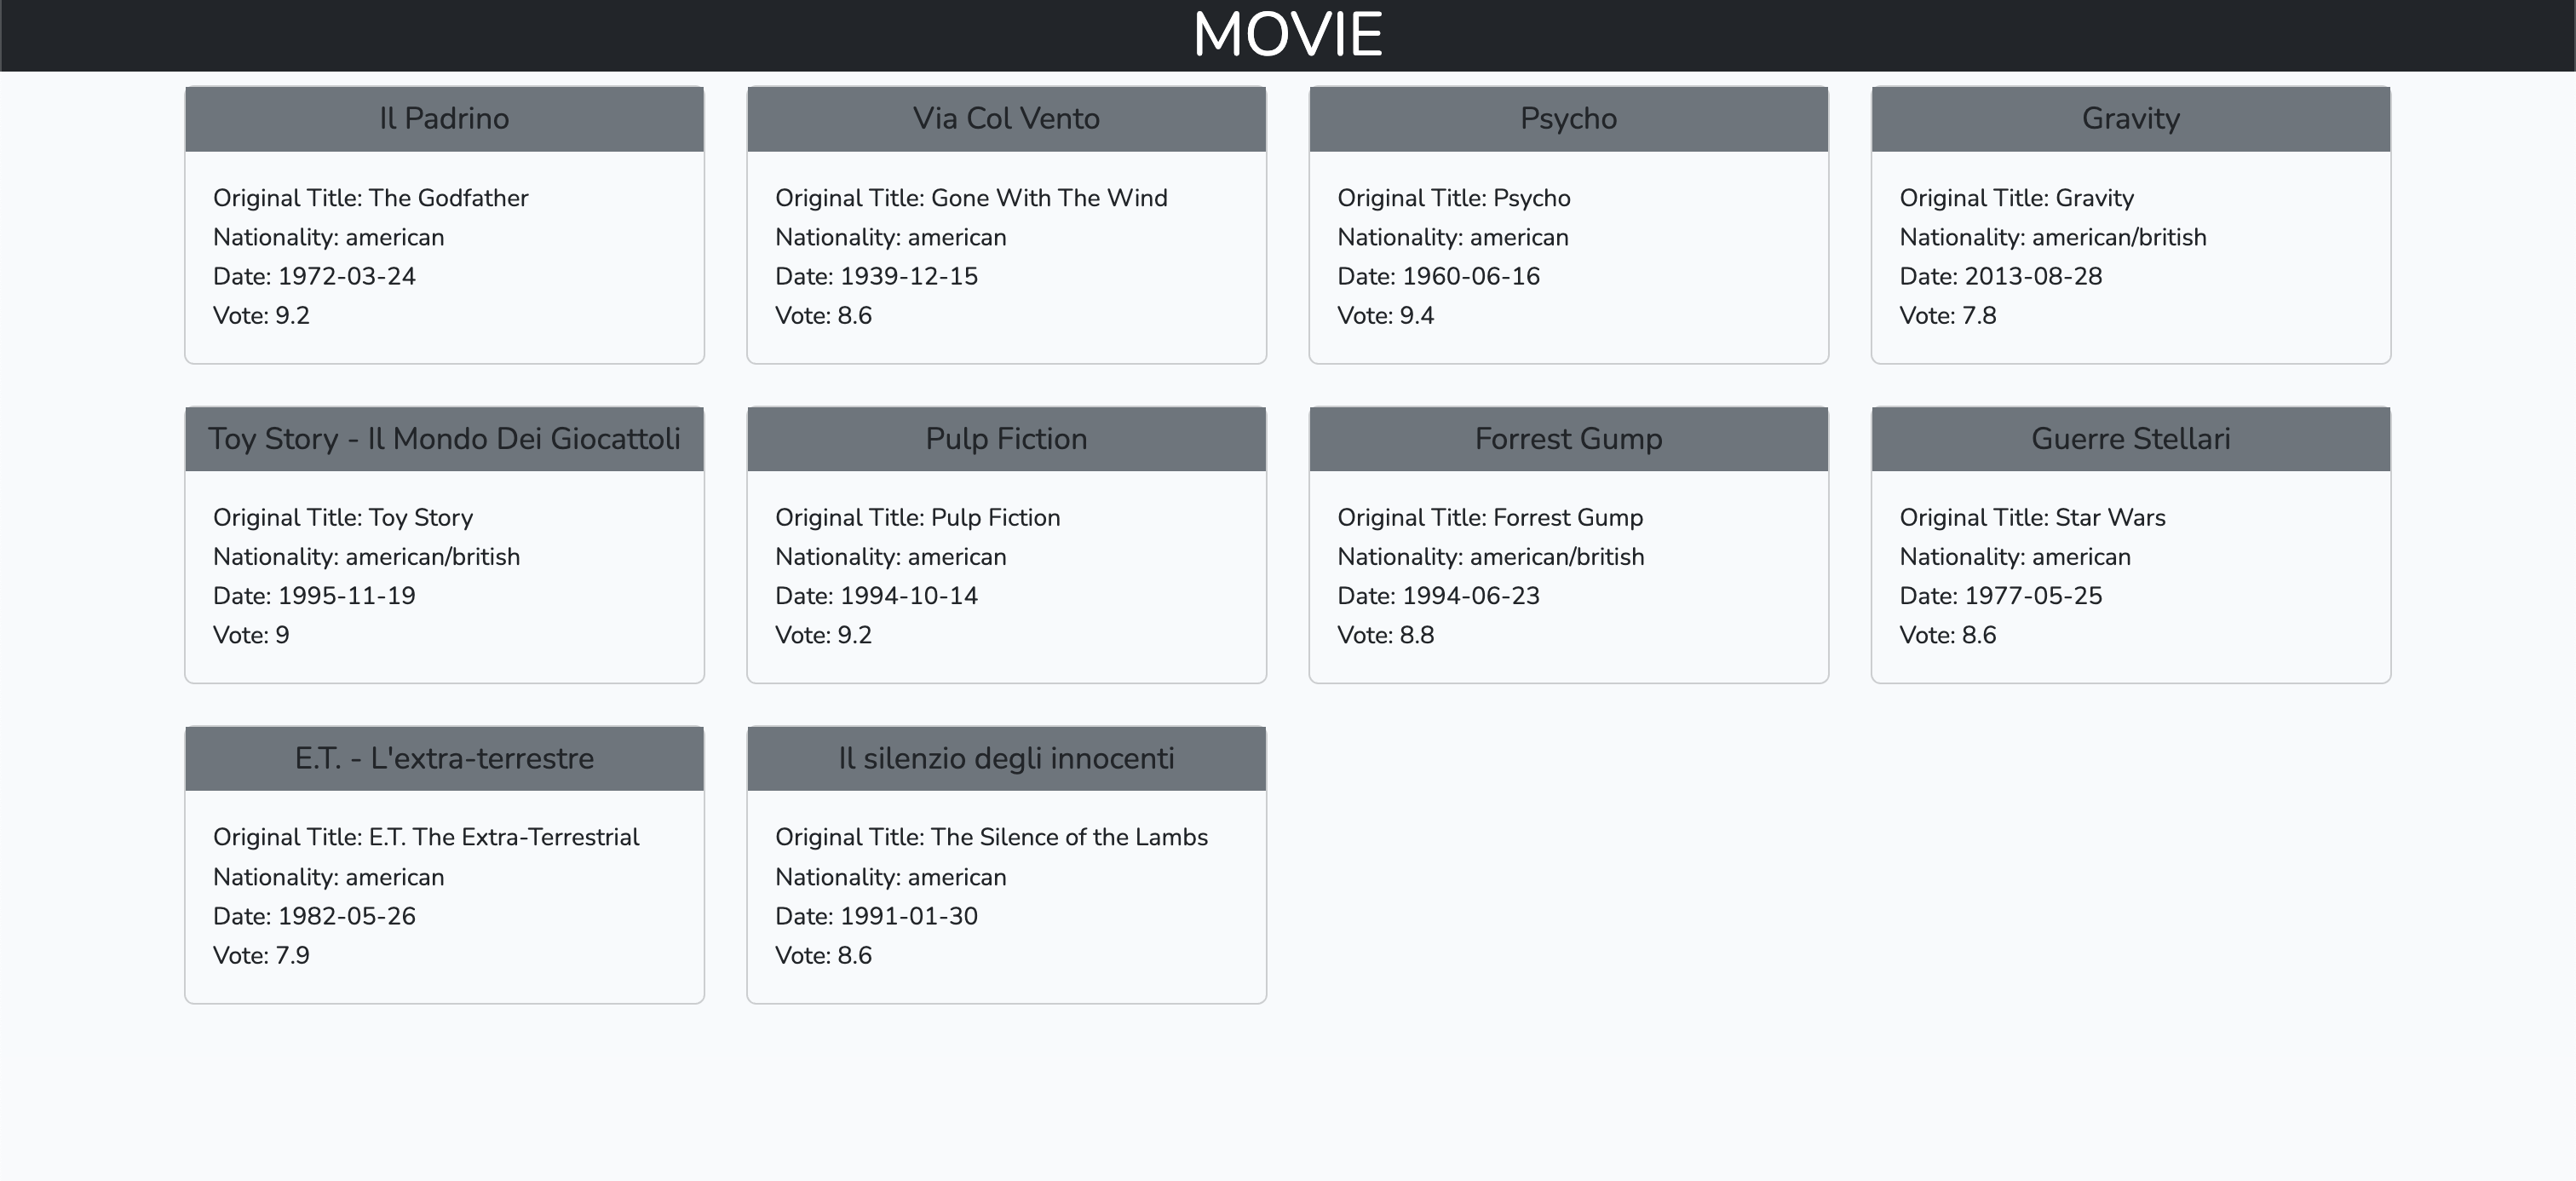 MOVIE
Il Padrino
Original Title: The Godfather
Nationality: american
Date: 1972-03-24
Vote: 9.2
Via Col Vento
Original Title: Gone With The Wind
Nationality: american
Date: 1939-12-15
Vote: 8.6
Psycho
Original Title: Psycho
Nationality: american
Date: 1960-06-16
Vote: 9.4
Gravity
Original Title: Gravity
Nationality: american/british
Date: 2013-08-28
Vote: 7.8
Toy Story - Il Mondo Dei Giocattoli
Original Title: Toy Story
Nationality: american/british
Date: 1995-11-19
Vote: 9
Pulp Fiction
Original Title: Pulp Fiction
Nationality: american
Date: 1994-10-14
Vote: 9.2
Forrest Gump
Original Title: Forrest Gump
Nationality: american/british
Date: 1994-06-23
Vote: 8.8
Guerre Stellari
Original Title: Star Wars
Nationality: american
Date: 1977-05-25
Vote: 8.6
E.T. - L'extra-terrestre
Original Title: E.T. The Extra-Terrestrial
Nationality: american
Date: 1982-05-26
Vote: 7.9
Il silenzio degli innocenti
Original Title: The Silence of the Lambs
Nationality: american
Date: 1991-01-30
Vote: 8.6